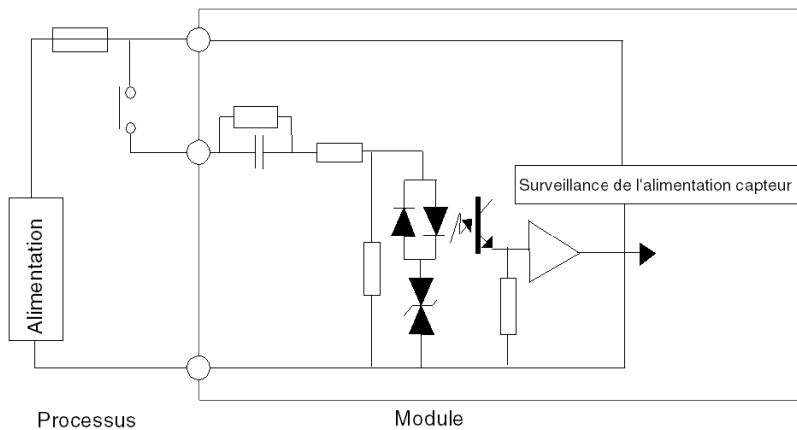 Surveillance de l'alimentation capteur
Alimentation
Processus
Module